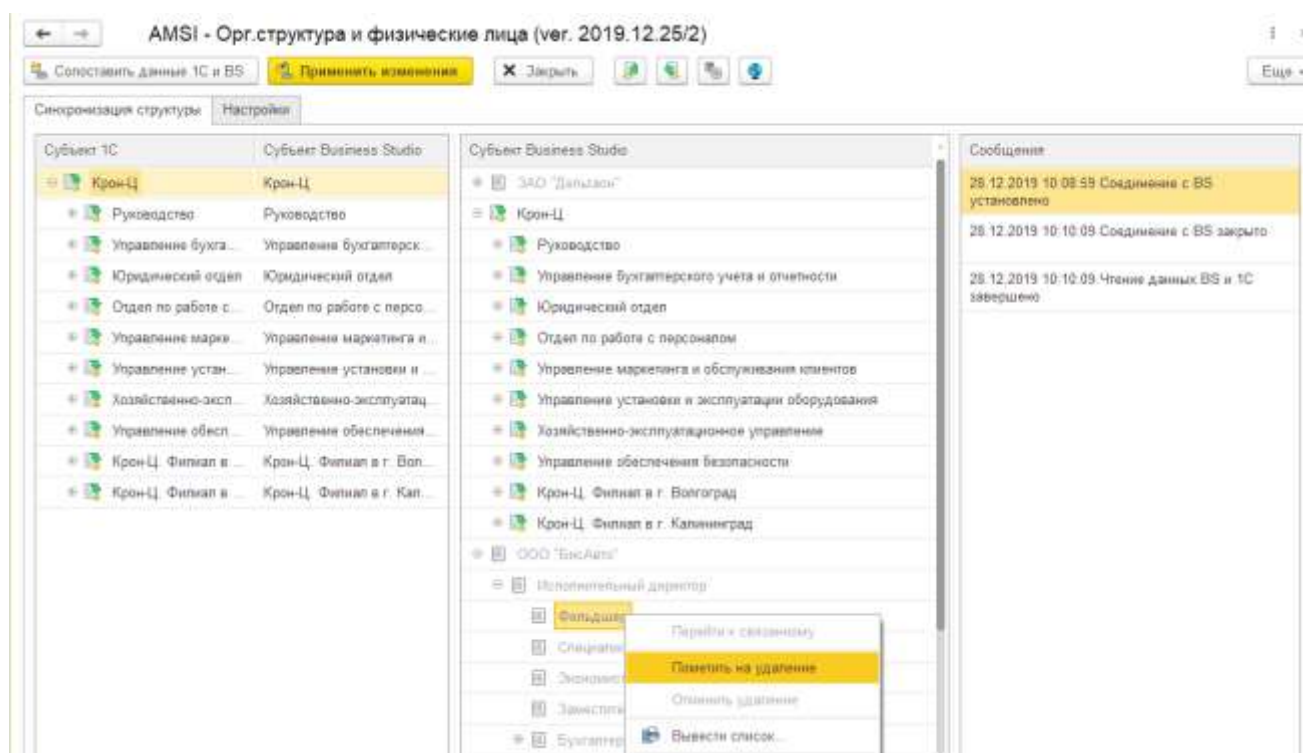 AMSI - Орг.структура и физические лица (ver. 2019.12.25/2)
Сопоставить данные 1С и BS
Применить изменения
Закрыть
Еще
Синхронизация структуры
Настройки
Субъект 1С
Субъект Business Studio
Крон-Ц
Крон-Ц
Руководство
Руководство
Управление бухга...
Управление бухгалтерск...
Юридический отдел
Юридический отдел
Отдел по работе с...
Отдел по работе с персо...
Управление марке...
Управление маркетинга и...
Управление устан...
Управление установки и ...
Хозяйственно-эксп...
Хозяйственно-эксплуатац...
Управление обесп...
Управление обеспечения...
Крон-Ц. Филиал в ...
Крон-Ц. Филиал в г. Вол...
Крон-Ц. Филиал в ...
Крон-Ц. Филиал в г. Кал...
Субъект Business Studio
ЗАО "Дельтаон"
Крон-Ц
Руководство
Управление бухгалтерского учета и отчетности
Юридический отдел
Отдел по работе с персоналом
Управление маркетинга и обслуживания клиентов
Управление установки и эксплуатации оборудования
Хозяйственно-эксплуатационное управление
Управление обеспечения безопасности
Крон-Ц. Филиал в г. Волгоград
Крон-Ц. Филиал в г. Калининград
ООО "БисАвто"
Исполнительный директор
Фельдшер
Специалис
Экономист
Заместите
Бухгалтер
Перейти к связанному
Пометить на удаление
Отменить удаление
Вывести список...
Сообщения
28.12.2019 10:08:59 Соединение с BS
установлено
28.12.2019 10:10:09 Соединение с BS закрыто
28.12.2019 10:10:09 Чтение данных BS и 1С
завершено